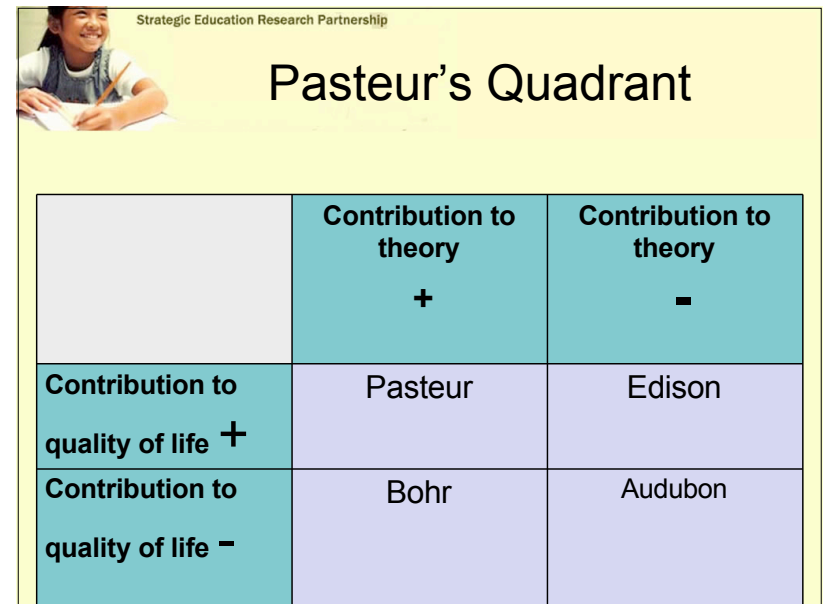 Strategic Education Research Partnership
Pasteur's Quadrant
Contribution to
theory
+
Contribution to
theory
-
Contribution to
quality of life +
Pasteur
Edison
Contribution to
quality of life -
Bohr
Audubon